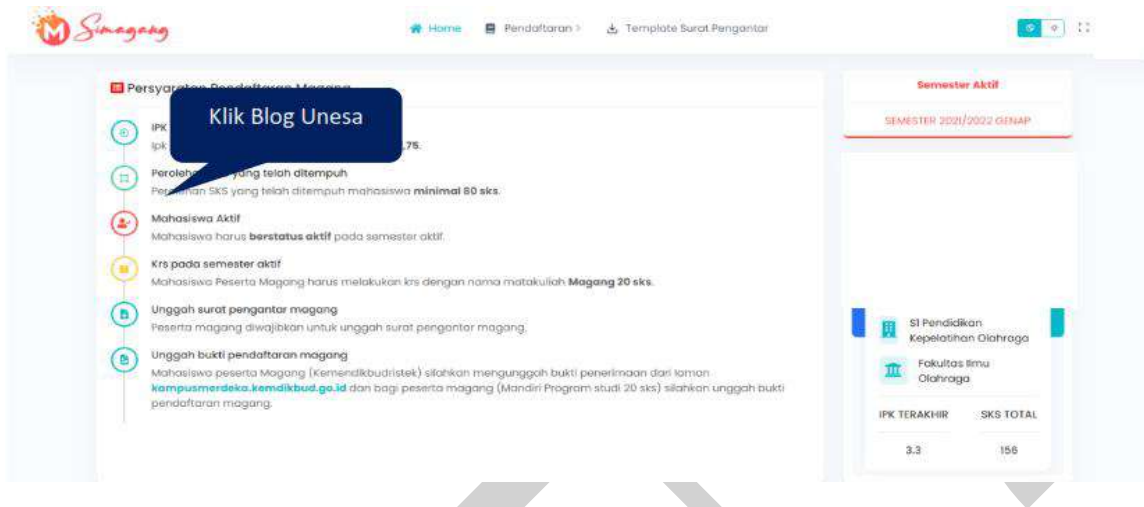 Simagang
Home Pendaftaran > Template Surat Pengantar
Persyaratan Pendaftaran Magang
Klik Blog Unesa
IPK
Ipk ,75.
Perolehan yang telah ditempuh
Perolehan SKS yang telah ditempuh mahasiswa minimal 80 sks.
Mahasiswa Aktif
Mahasiswa harus berstatus aktif pada semester aktif.
Krs pada semester aktif
Mahasiswa Peserta Magang harus melakukan krs dengan nama matakuliah Magang 20 sks.
Unggah surat pengantar magang
Peserta magang diwajibkan untuk unggah surat pengantar magang.
Unggah bukti pendaftaran magang
Mahasiswa peserta Magang (Kemendikbudristek) silahkan mengunggah bukti penerimaan dari laman
kampusmerdeka.kemdikbud.go.id dan bagi peserta magang (Mandiri Program studi 20 sks) silahkan unggah bukti
pendaftaran magang.
Semester Aktif
SEMESTER 2021/2022 GENAP
S1 Pendidikan
Kepelatihan Olahraga
Fakultas Ilmu
Olahraga
IPK TERAKHIR SKS TOTAL
3.3 156